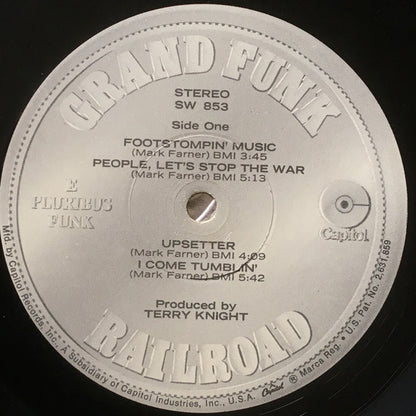 GRAND FUNK
STEREO
SW 853
Side One
FOOTSTOMPIN' MUSIC
(Mark Farner) BMI 3:45
PEOPLE, LET'S STOP THE WAR
(Mark Farner) BMI 5:13
E
PLURIBUS
FUNK
Capitol
UPSETTER
(Mark Farner) BMI 4:09
I COME TUMBLIN'
(Mark Farner) BMI 5:42
Produced by
TERRY KNIGHT
RAILROAD
Mfd. by Capitol Records, Inc., A Subsidiary of Capitol Industries, Inc., U.S.A. Capitol ® Marca Reg. • U.S. Pat. No. 2,631,859